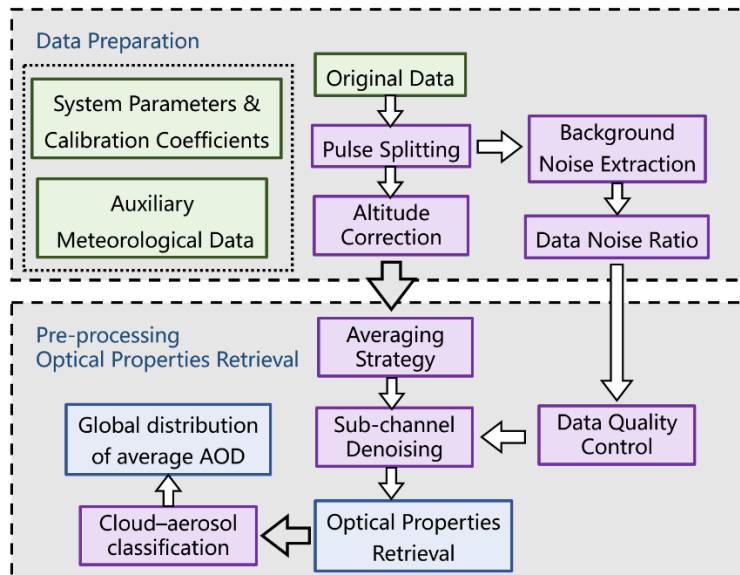 Data Preparation
System Parameters &
Calibration Coefficients
Auxiliary
Meteorological Data
Original Data
Pulse Splitting
Altitude
Correction
Background
Noise Extraction
Data Noise Ratio
Pre-processing
Optical Properties Retrieval
Averaging
Strategy
Sub-channel
Denoising
Data Quality
Control
Optical Properties
Retrieval
Cloud–aerosol
classification
Global distribution
of average AOD